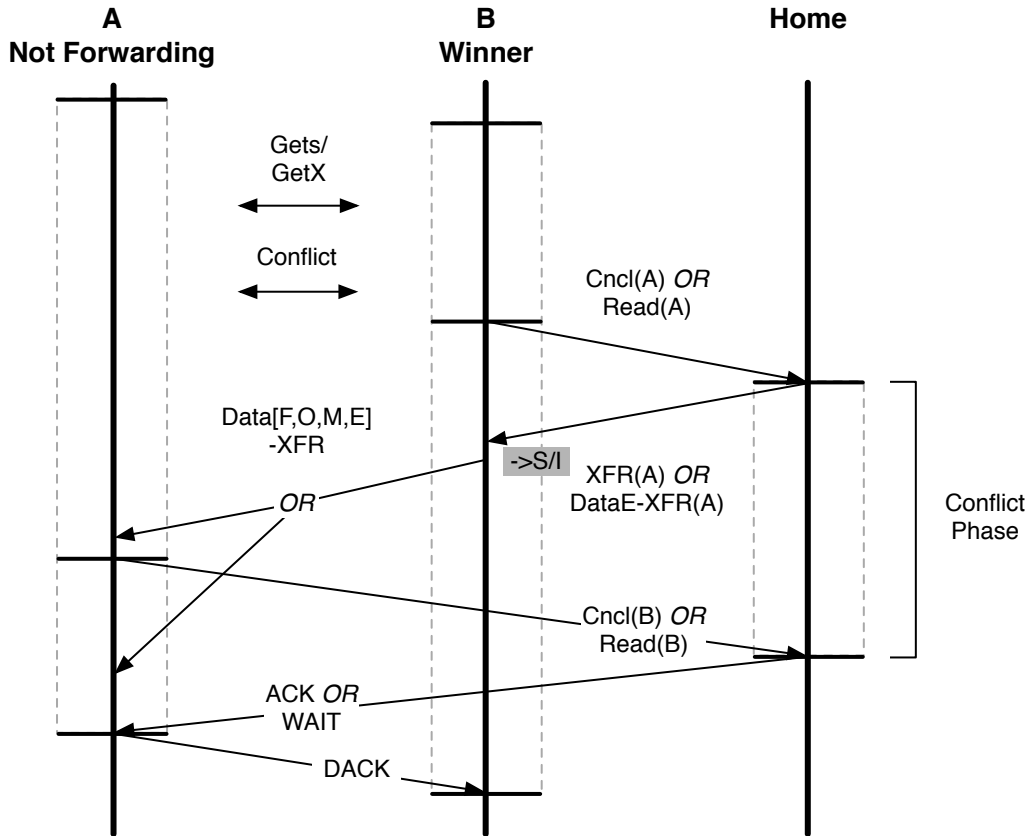 A
Not Forwarding
B
Winner
Home
Gets/
GetX
Conflict
Cncl(A) OR
Read(A)
Data[F,O,M,E]
-XFR
->S/I
XFR(A) OR
DataE-XFR(A)
OR
Conflict
Phase
Cncl(B) OR
Read(B)
ACK OR
WAIT
DACK